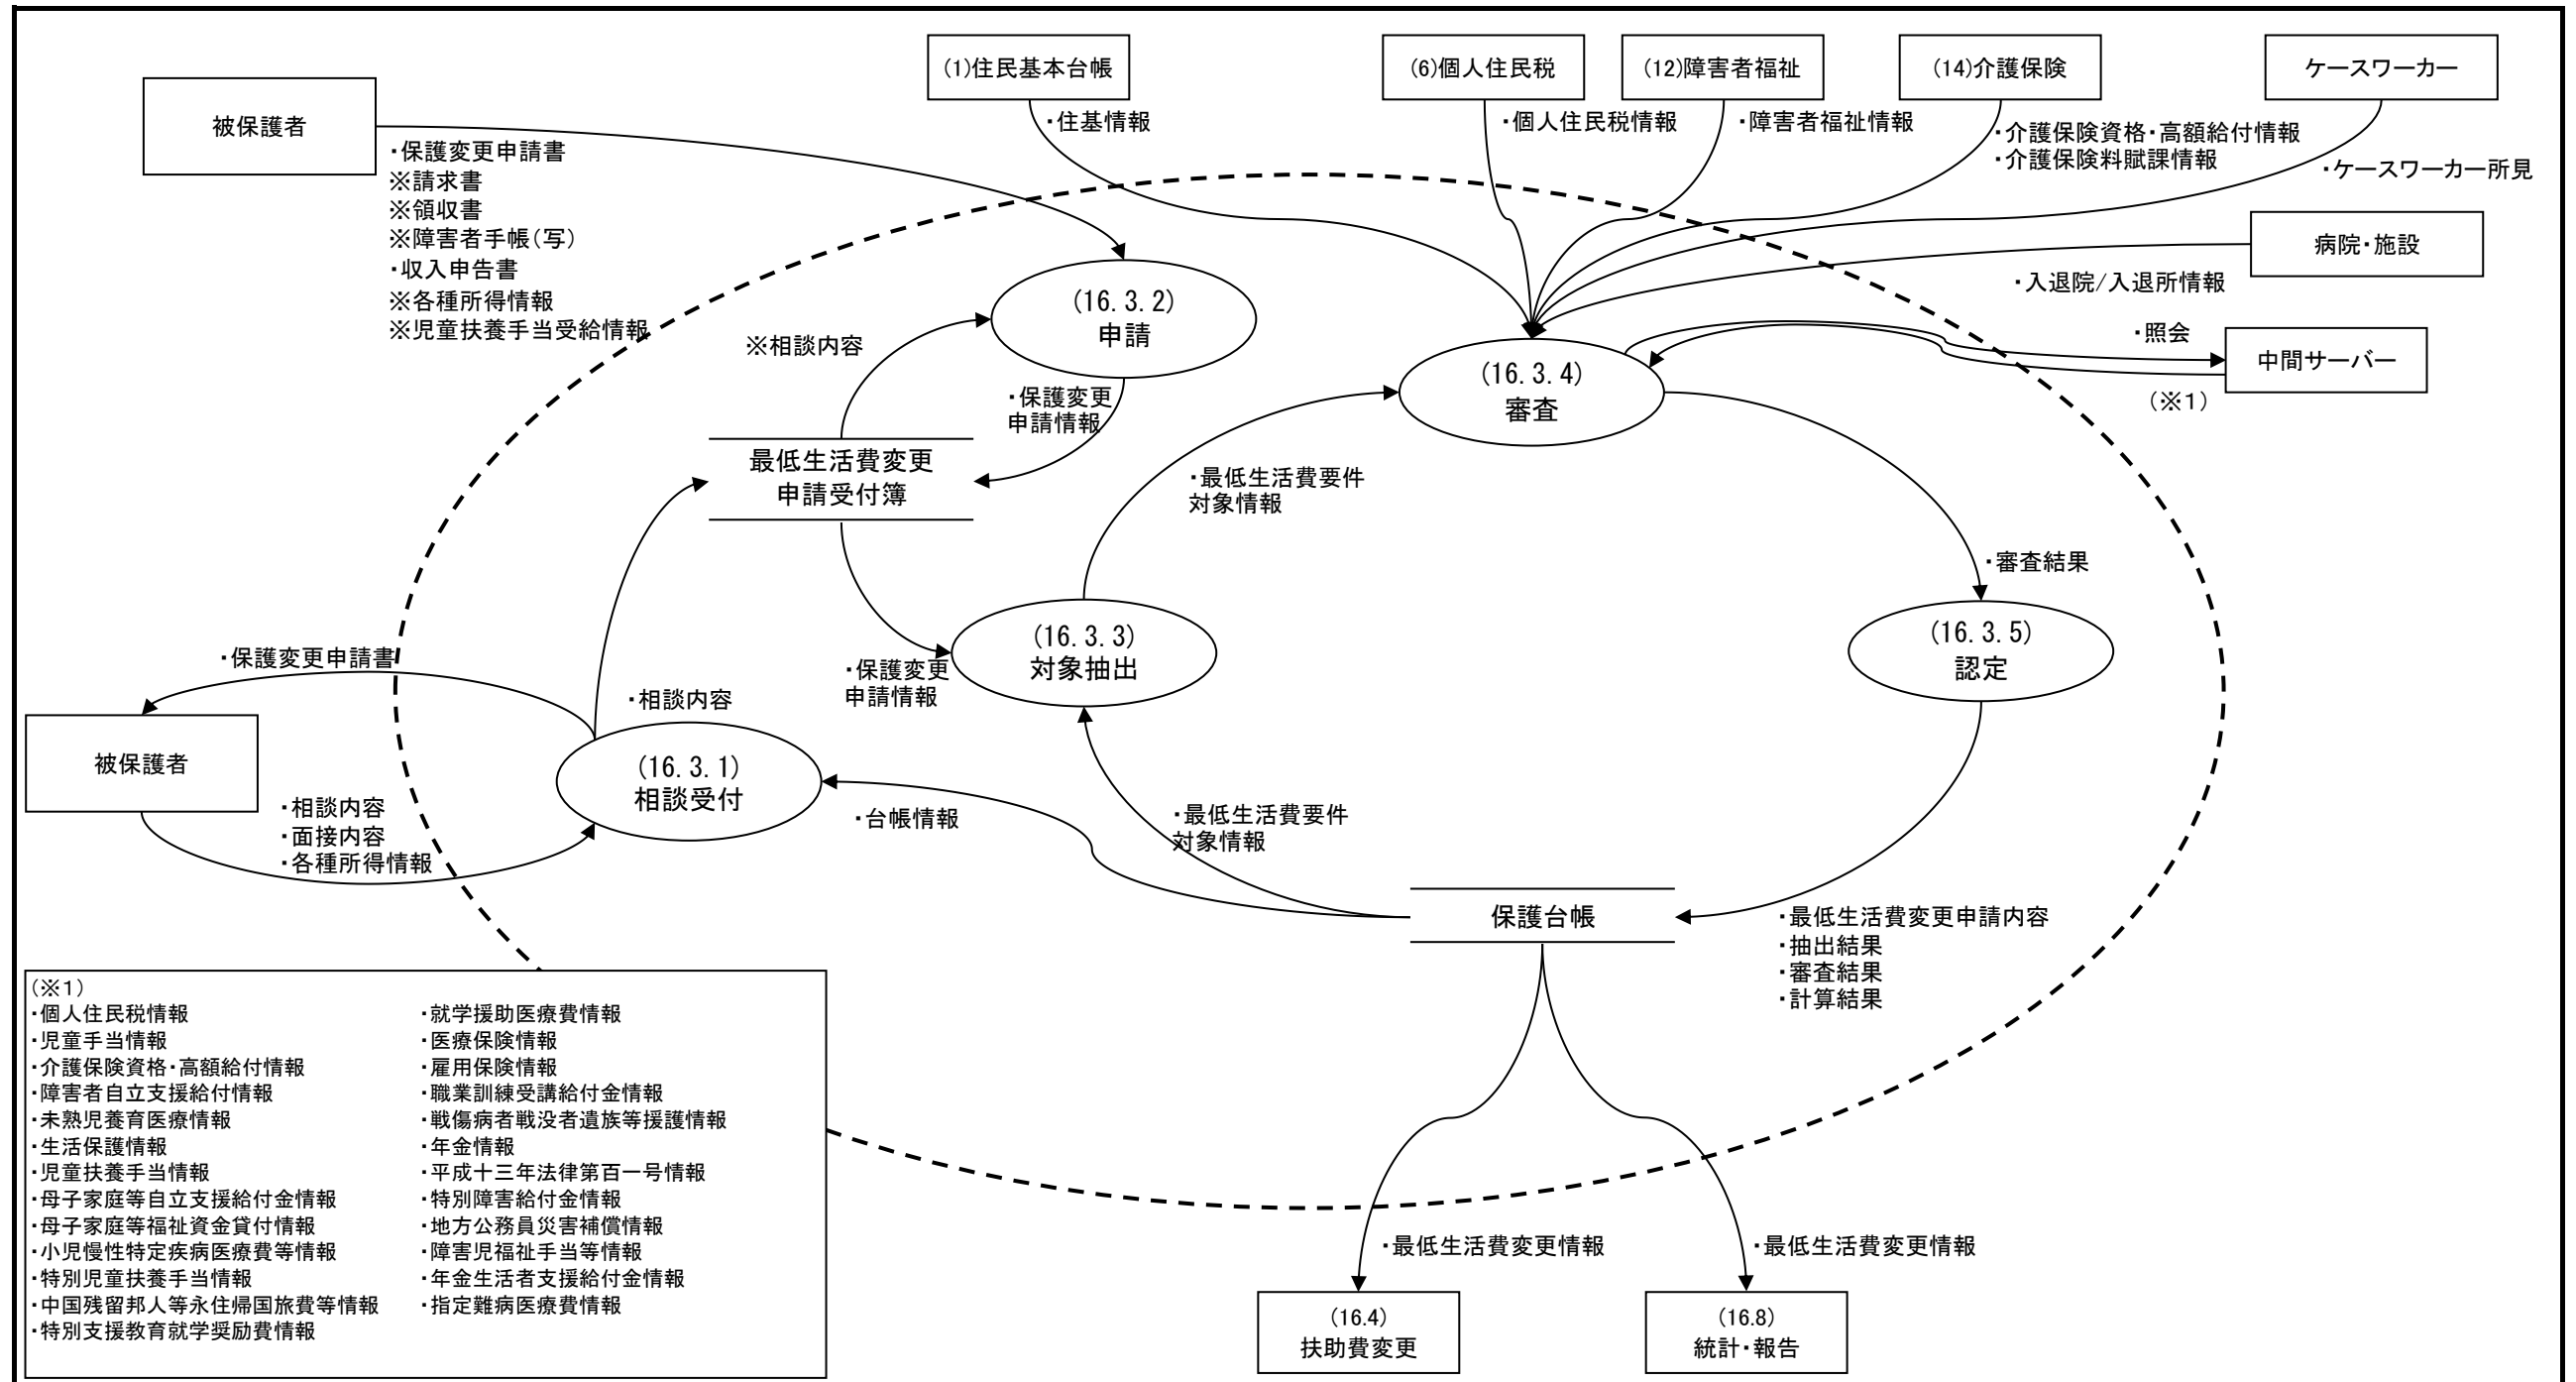 (1)住民基本台帳
(6)個人住民税
(12)障害者福祉
(14)介護保険
ケースワーカー
被保護者
・住基情報
・個人住民税情報
・障害者福祉情報
・介護保険資格・高額給付情報
・介護保険料賦課情報
・ケースワーカー所見
・保護変更申請書
※請求書
※領収書
※障害者手帳(写)
・収入申告書
※各種所得情報
※児童扶養手当受給情報
病院・施設
・入退院/入退所情報
(16.3.2)
申請
※相談内容
・照会
中間サーバー
(※1)
(16.3.4)
審査
・保護変更
申請情報
最低生活費変更
申請受付簿
・最低生活費要件
対象情報
・審査結果
(16.3.3)
対象抽出
(16.3.5)
認定
・保護変更申請書
・保護変更
申請情報
・相談内容
被保護者
(16.3.1)
相談受付
・相談内容
・面接内容
・各種所得情報
・台帳情報
・最低生活費要件
対象情報
保護台帳
・最低生活費変更申請内容
・抽出結果
・審査結果
・計算結果
(※1)
・個人住民税情報
・児童手当情報
・介護保険資格・高額給付情報
・障害者自立支援給付情報
・未熟児養育医療情報
・生活保護情報
・児童扶養手当情報
・母子家庭等自立支援給付金情報
・母子家庭等福祉資金貸付情報
・小児慢性特定疾病医療費等情報
・特別児童扶養手当情報
・中国残留邦人等永住帰国旅費等情報
・特別支援教育就学奨励費情報
・就学援助医療費情報
・医療保険情報
・雇用保険情報
・職業訓練受講給付金情報
・戦傷病者戦没者遺族等援護情報
・年金情報
・平成十三年法律第百一号情報
・特別障害給付金情報
・地方公務員災害補償情報
・障害児福祉手当等情報
・年金生活者支援給付金情報
・指定難病医療費情報
・最低生活費変更情報
・最低生活費変更情報
(16.4)
扶助費変更
(16.8)
統計・報告